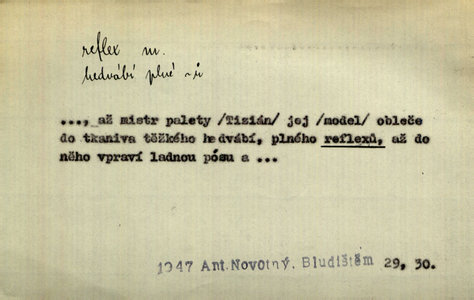 reflex m.
hedvábí plné -ů
..., až mistr palety /Tizián/ jej /model/ obleče
do tkaniva těžkého hedvábí, plného reflexů, až do
něho vpraví ladnou pósu a ...
1947 Ant. Novotný. Bludištěm 29, 30.